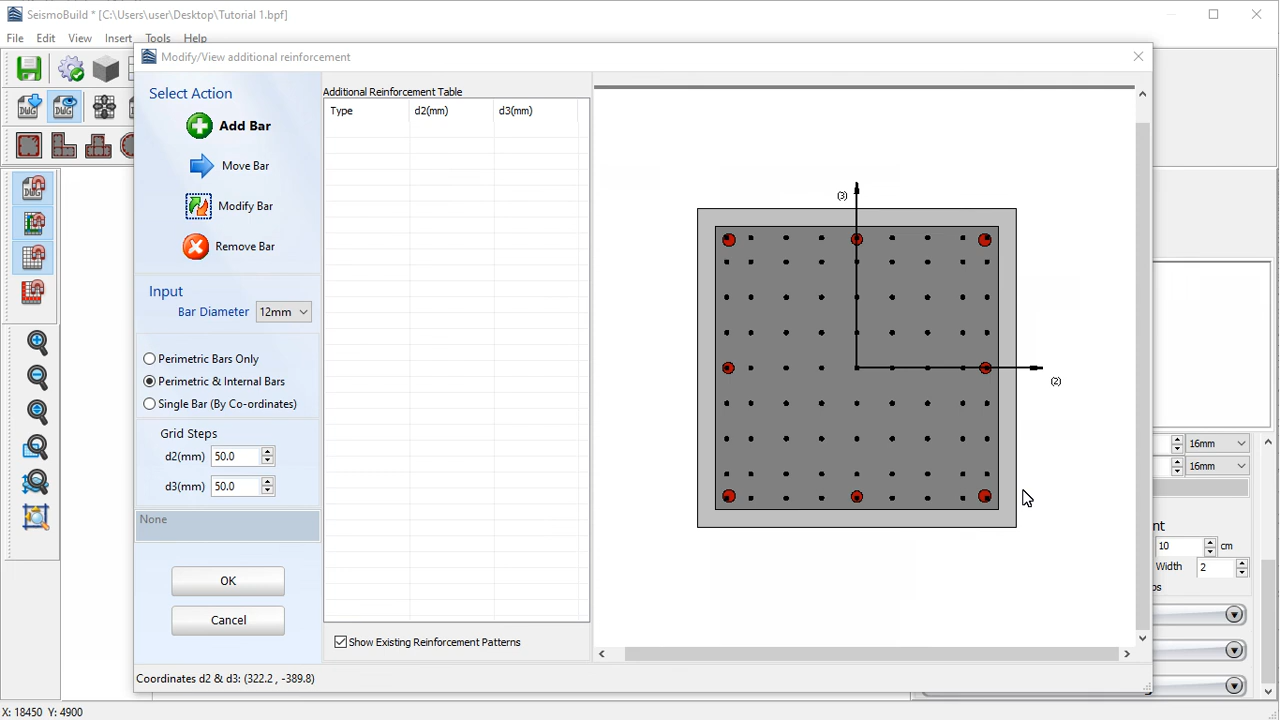 SeismoBuild * [C:\Users\user\Desktop\Tutorial 1.bpf]
File Edit View Insert Tools Help
Modify/View additional reinforcement
Select Action
Add Bar
Move Bar
Modify Bar
Remove Bar
Input
Bar Diameter 12mm
Perimetric Bars Only
Perimetric & Internal Bars
Single Bar (By Co-ordinates)
Grid Steps
d2(mm) 50.0
d3(mm) 50.0
None
OK
Cancel
Additional Reinforcement Table
Type d2(mm) d3(mm)
Show Existing Reinforcement Patterns
(3)
(2)
DWG
DWG
DWG
16mm
16mm
10 cm
Width 2
Coordinates d2 & d3: (322.2 , -389.8)
X: 18450 Y: 4900